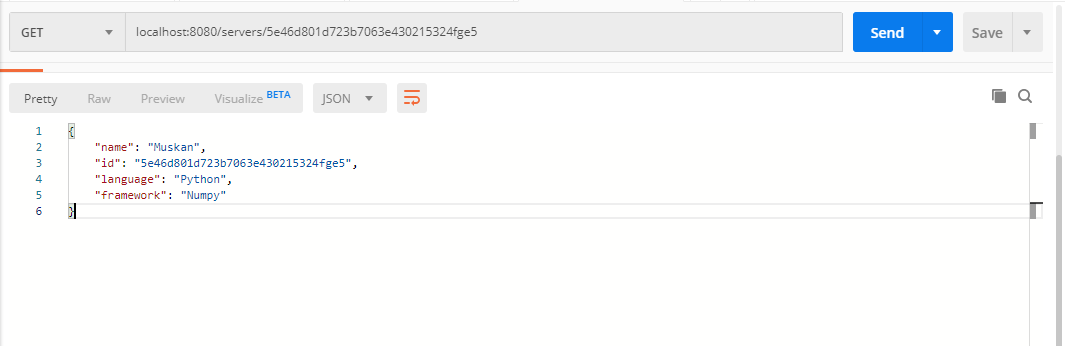 GET localhost:8080/servers/5e46d801d723b7063e430215324fge5 Send Save
Pretty Raw Preview Visualize BETA JSON
1 {
2 "name": "Muskan",
3 "id": "5e46d801d723b7063e430215324fge5",
4 "language": "Python",
5 "framework": "Numpy"
6 }